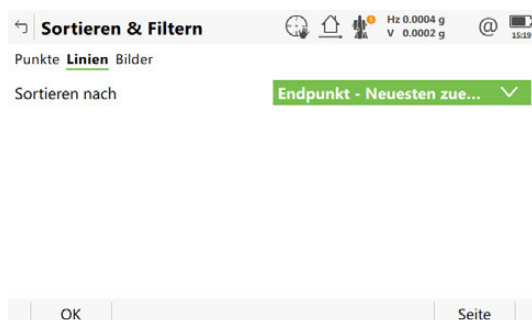 Sortieren & Filtern
Hz 0.0004 g
V 0.0002 g
@
15:19
Punkte Linien Bilder
Sortieren nach
Endpunkt - Neuesten zue...
OK
Seite